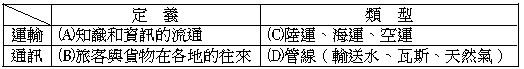 定　義　類　型
運輸　(A)知識和資訊的流通　(C)陸運、海運、空運
通訊　(B)旅客與貨物在各地的往來　(D)管線（輸送水、瓦斯、天然氣）